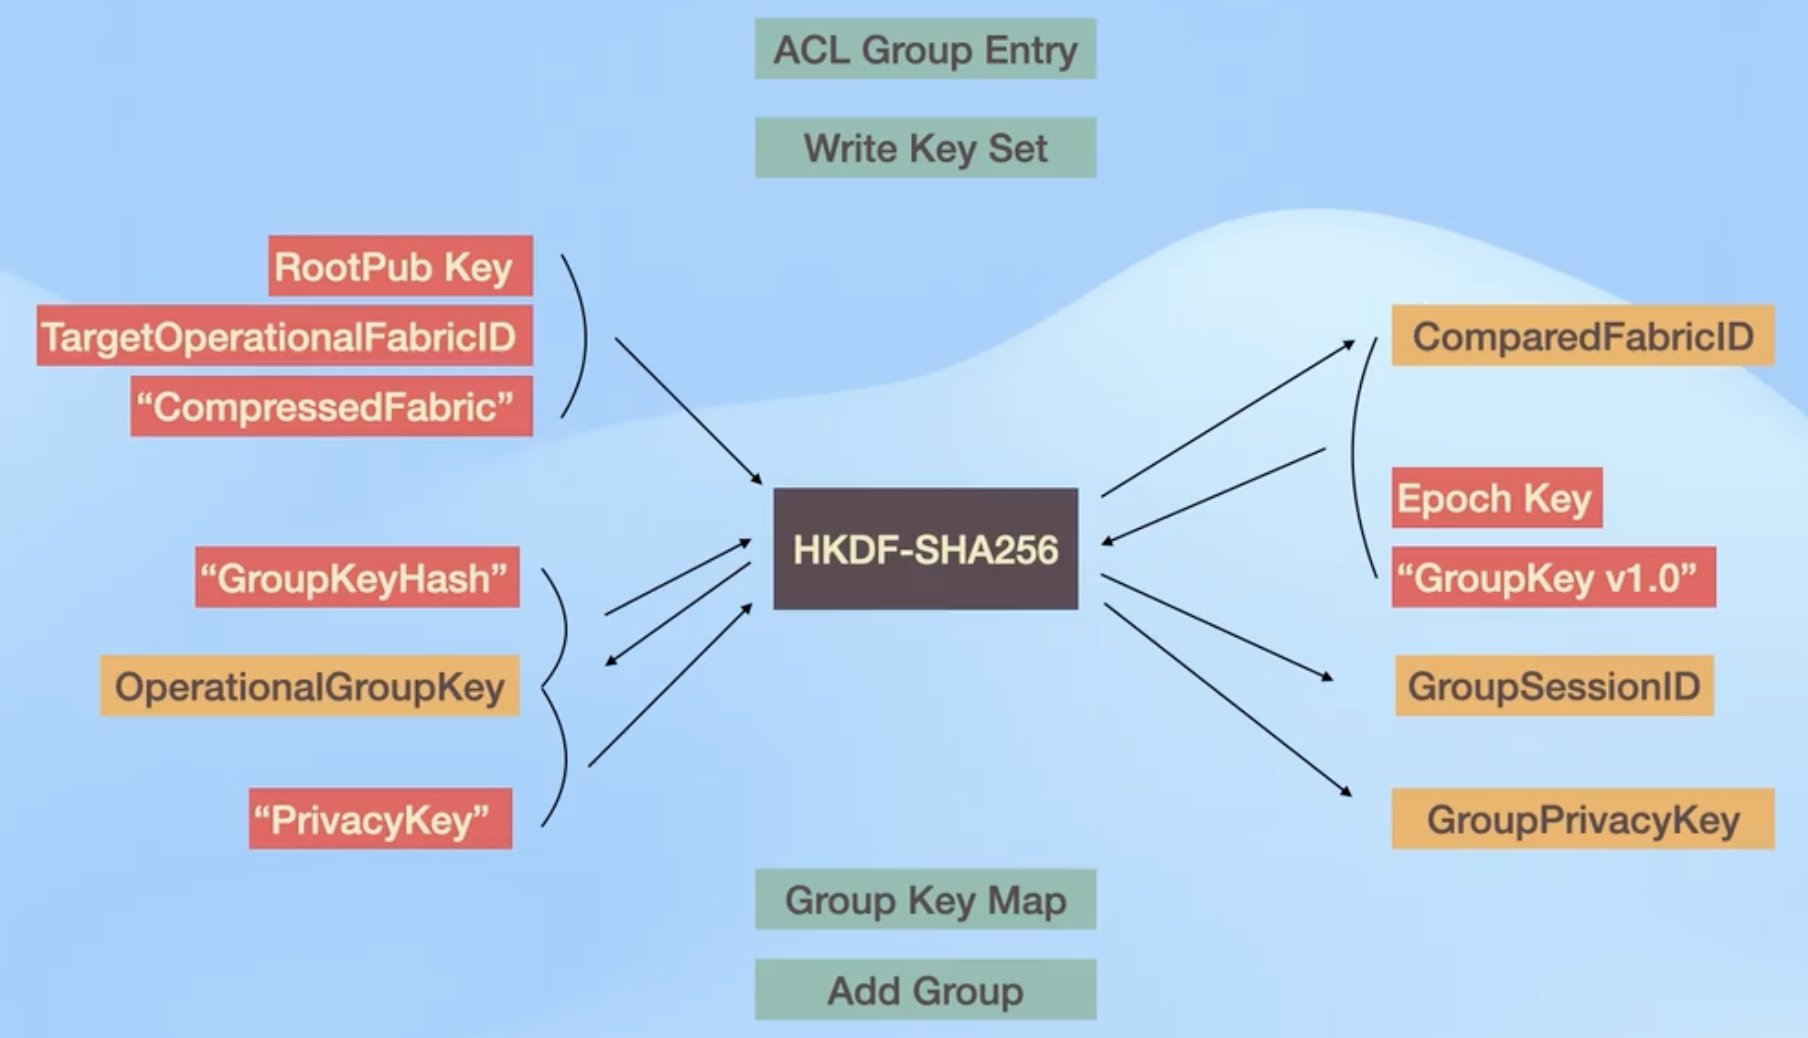 ACL Group Entry
Write Key Set
RootPub Key
TargetOperationalFabricID
“CompressedFabric”
ComparedFabricID
HKDF-SHA256
Epoch Key
“GroupKeyHash”
“GroupKey v1.0”
OperationalGroupKey
GroupSessionID
“PrivacyKey”
GroupPrivacyKey
Group Key Map
Add Group